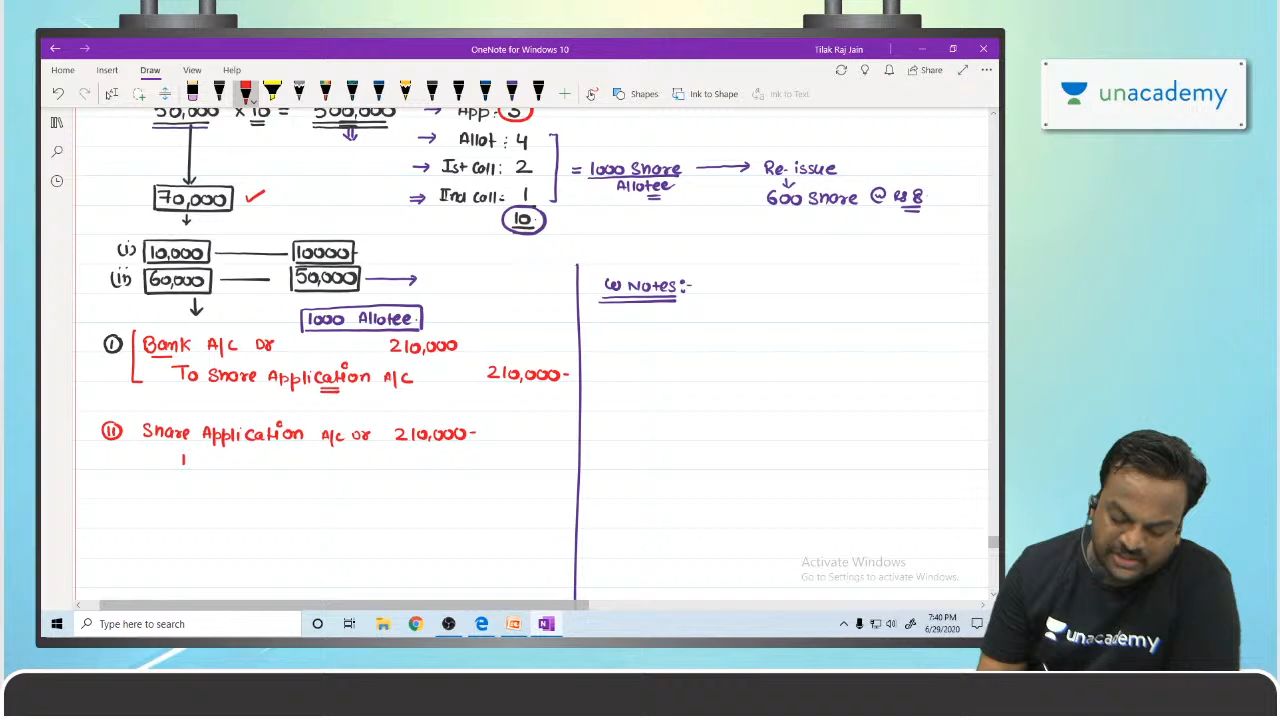 OneNote for Windows 10
Tilak Raj Jain
Home Insert Draw View Help
Share
Shapes
Ink to Shape
Ink to Text
50,000 x 10 = 500,000
→ App: 3
→ Allot : 4
→ Ist Call: 2
⇒ IInd Call: 1
10
= 1000 Share
Allotee
→ Re-issue
600 Share @ Rs 8
70,000 ✓
(i) 10,000 — 10000
(ii) 60,000 — 50,000 →
1000 Allotee
W Notes:-
① Bank A/C Dr 210,000
To Share Application A/C 210,000-
② Share Application A/C Dr 210,000-
Activate Windows
Go to Settings to activate Windows.
Type here to search
7:40 PM
6/29/2020
unacademy
unacademy